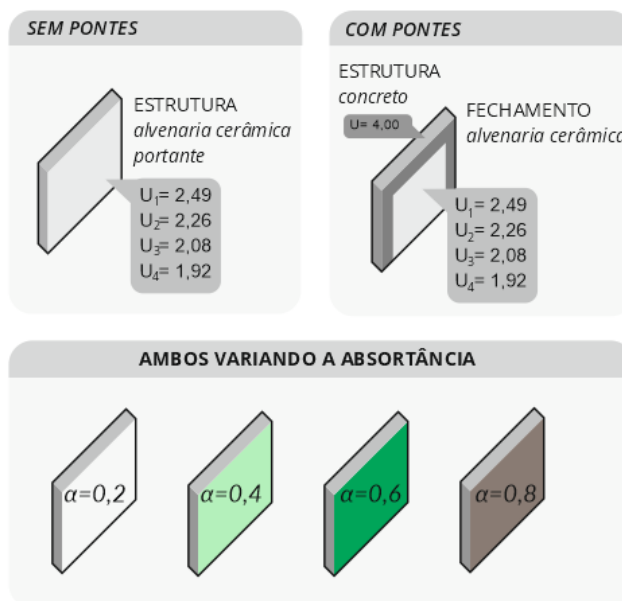 SEM PONTES
ESTRUTURA
alvenaria cerâmica
portante
U₁= 2,49
U₂= 2,26
U₃= 2,08
U₄= 1,92
COM PONTES
ESTRUTURA
concreto
U= 4,00
FECHAMENTO
alvenaria cerâmica
U₁= 2,49
U₂= 2,26
U₃= 2,08
U₄= 1,92
AMBOS VARIANDO A ABSORTÂNCIA
α=0,2
α=0,4
α=0,6
α=0,8